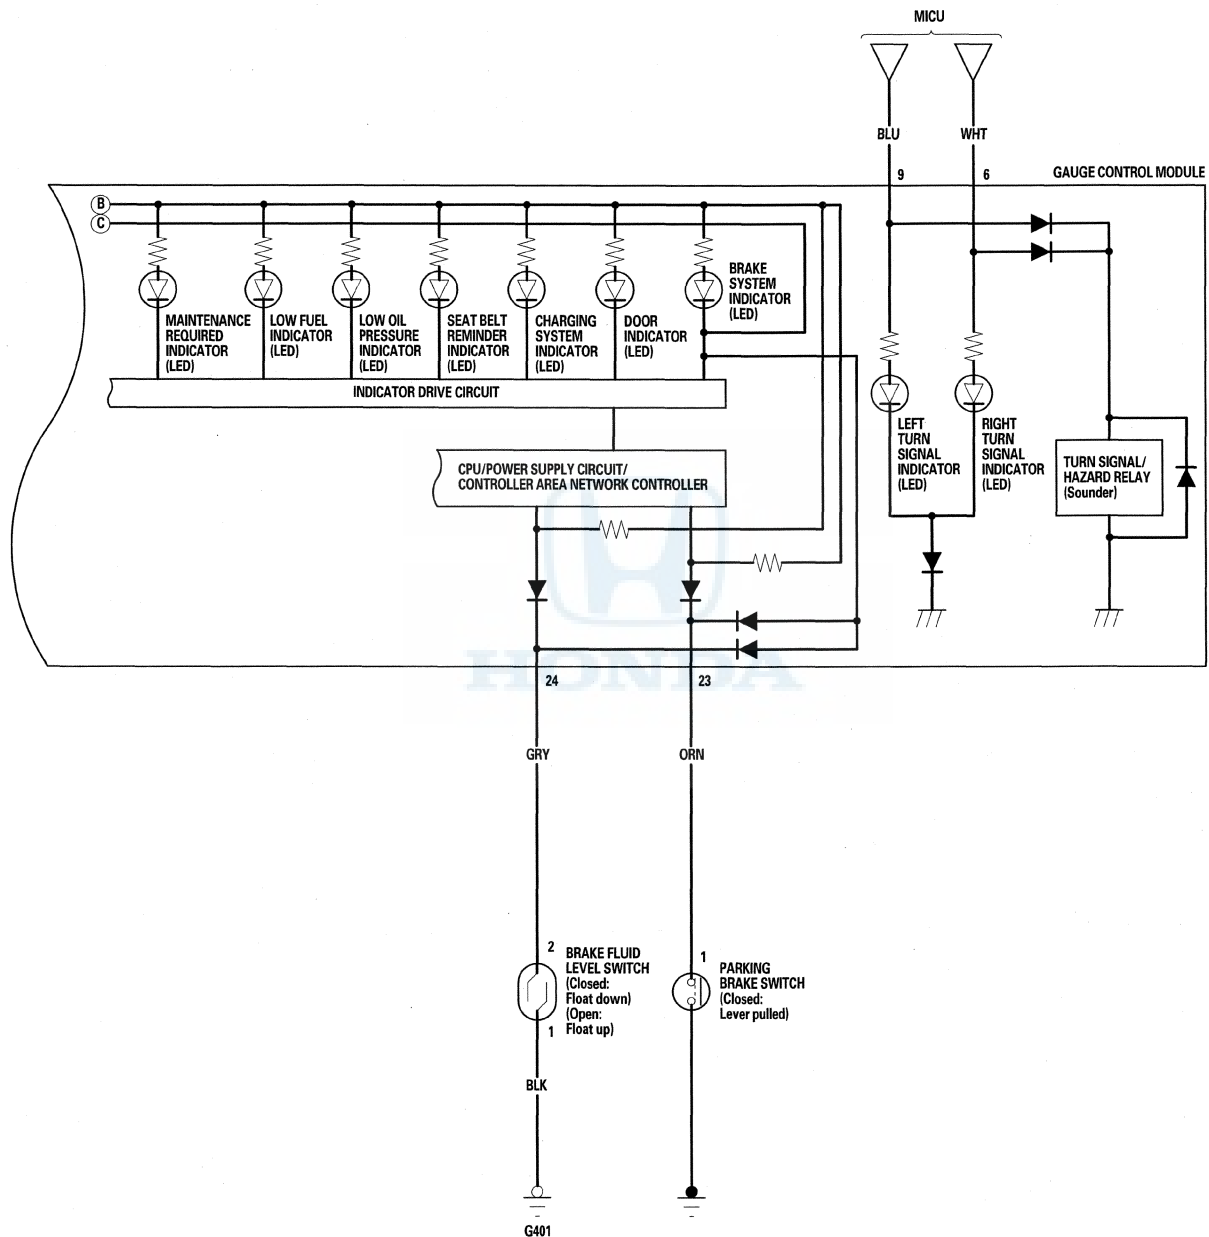 MICU
BLU
WHT
9
6
GAUGE CONTROL MODULE
B
C
MAINTENANCE
REQUIRED
INDICATOR
(LED)
LOW FUEL
INDICATOR
(LED)
LOW OIL
PRESSURE
INDICATOR
(LED)
SEAT BELT
REMINDER
INDICATOR
(LED)
CHARGING
SYSTEM
INDICATOR
(LED)
DOOR
INDICATOR
(LED)
BRAKE
SYSTEM
INDICATOR
(LED)
INDICATOR DRIVE CIRCUIT
CPU/POWER SUPPLY CIRCUIT/
CONTROLLER AREA NETWORK CONTROLLER
LEFT
TURN
SIGNAL
INDICATOR
(LED)
RIGHT
TURN
SIGNAL
INDICATOR
(LED)
TURN SIGNAL/
HAZARD RELAY
(Sounder)
HONDA
24
23
GRY
ORN
2
BRAKE FLUID
LEVEL SWITCH
(Closed:
Float down)
(Open:
Float up)
1
1
PARKING
BRAKE SWITCH
(Closed:
Lever pulled)
BLK
G401